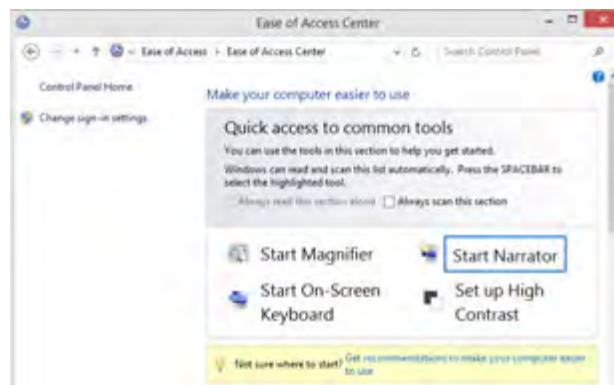 Ease of Access Center
Ease of Access Ease of Access Center Search Control Panel
Control Panel Home
Change sign-in settings
Make your computer easier to use
Quick access to common tools
You can use the tools in this section to help you get started.
Windows can read and scan this list automatically. Press the SPACEBAR to
select the highlighted tool.
Always read this section aloud Always scan this section
Start Magnifier Start Narrator
Start On-Screen
Keyboard
Set up High
Contrast
Not sure where to start? Get recommendations to make your computer easier
to use